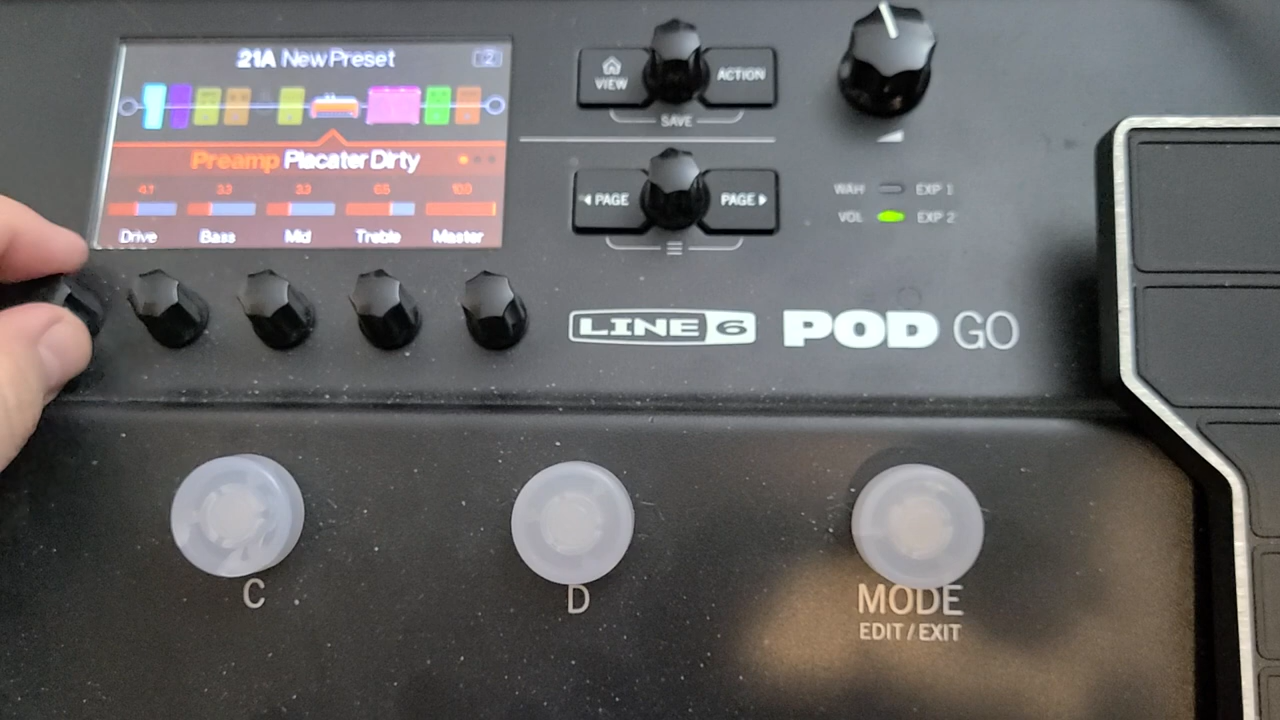 21A New Preset
2
Preamp Placater Dirty
4.1 3.3 3.9 6.5 10.0
Drive Bass Mid Treble Master
VIEW
ACTION
SAVE
PAGE
PAGE
WAH EXP 1
VOL EXP 2
LINE 6 POD GO
C
D
MODE
EDIT / EXIT